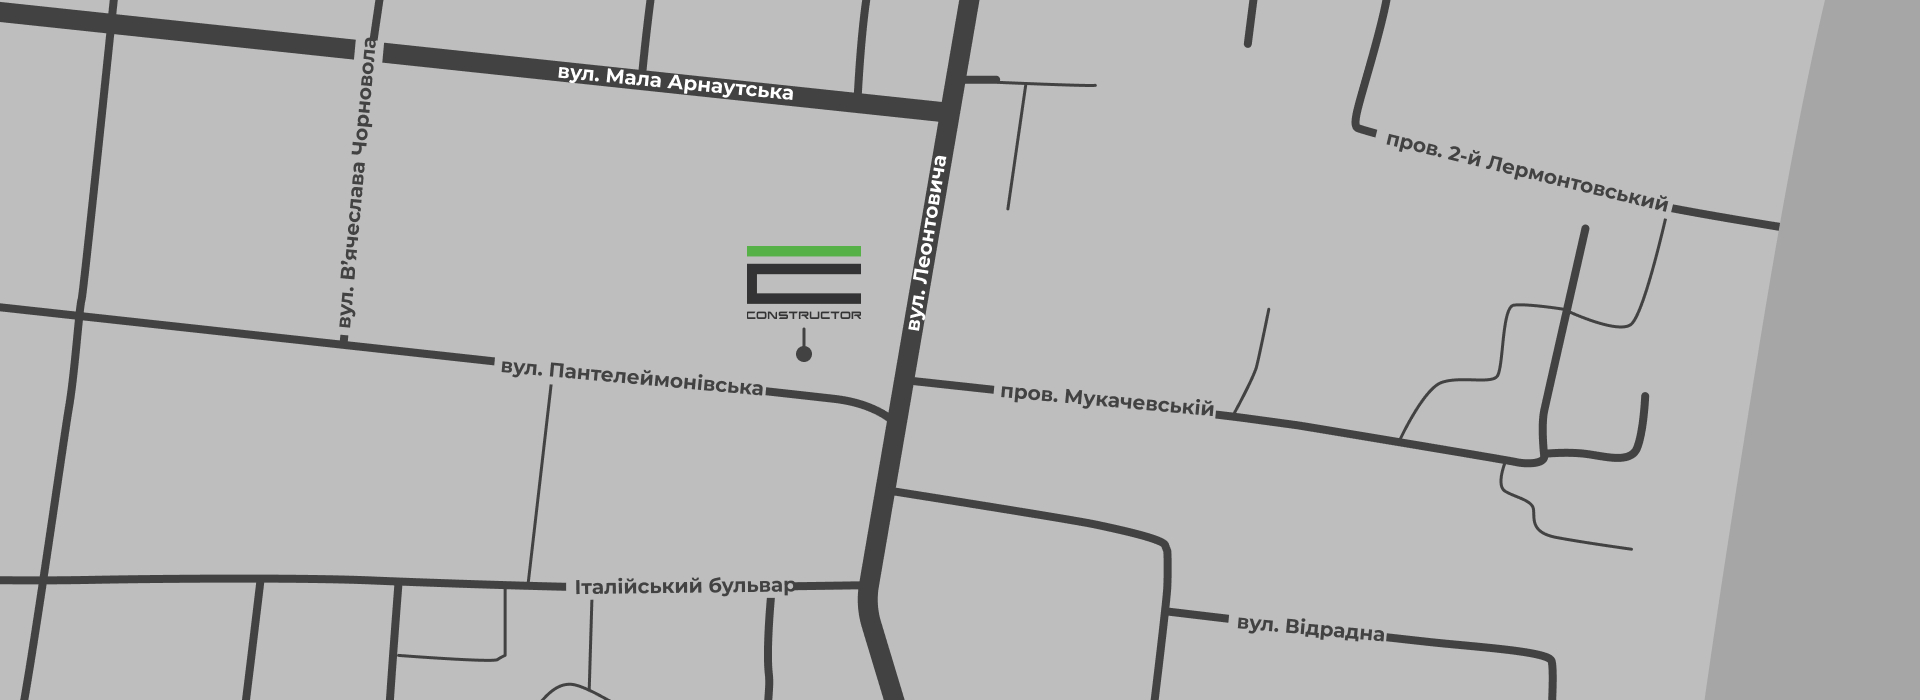 вул. Мала Арнаутська
вул. В'ячеслава Чорновола
пров. 2-й Лермонтовський
вул. Леонтовича
CONSTRUCTOR
вул. Пантелеймонівська
пров. Мукачевській
Італійський бульвар
вул. Відрадна